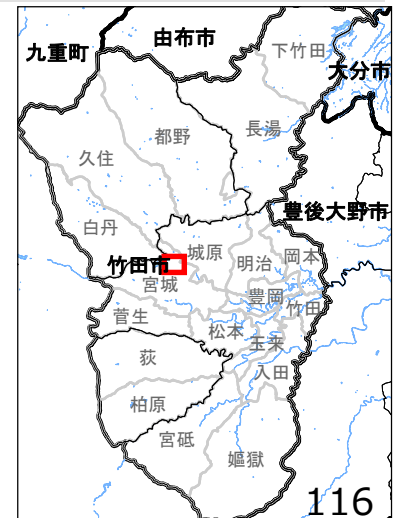 由布市
九重町
下竹田
大分市
長湯
都野
久住
豊後大野市
白丹
城原
岡本
明治
竹田市
宮城
豊岡
竹田
菅生
松本
玉来
荻
入田
柏原
宮砥
嫗獄
116